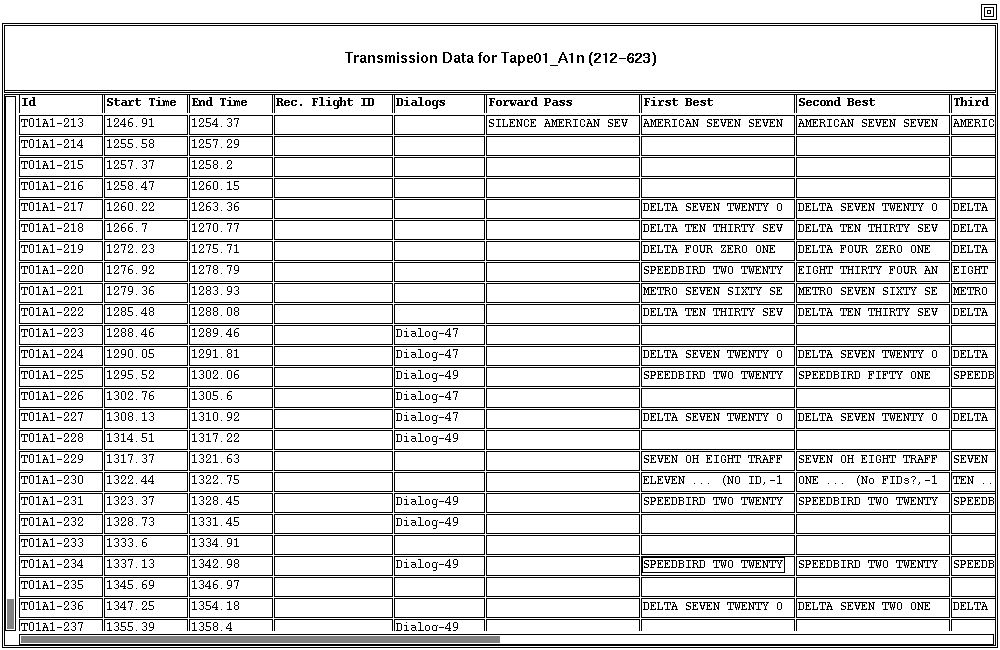 Transmission Data for Tape01_A1n (212-623)
Id Start Time End Time Rec. Flight ID Dialogs Forward Pass First Best Second Best Third
T01A1-213 1246.91 1254.37 SILENCE AMERICAN SEV AMERICAN SEVEN SEVEN AMERICAN SEVEN SEVEN AMERIC
T01A1-214 1255.58 1257.29
T01A1-215 1257.37 1258.2
T01A1-216 1258.47 1260.15
T01A1-217 1260.22 1263.36 DELTA SEVEN TWENTY O DELTA SEVEN TWENTY O DELTA
T01A1-218 1266.7 1270.77 DELTA TEN THIRTY SEV DELTA TEN THIRTY SEV DELTA
T01A1-219 1272.23 1275.71 DELTA FOUR ZERO ONE DELTA FOUR ZERO ONE DELTA
T01A1-220 1276.92 1278.79 SPEEDBIRD TWO TWENTY EIGHT THIRTY FOUR AN EIGHT
T01A1-221 1279.36 1283.93 METRO SEVEN SIXTY SE METRO SEVEN SIXTY SE METRO
T01A1-222 1285.48 1288.08 DELTA TEN THIRTY SEV DELTA TEN THIRTY SEV DELTA
T01A1-223 1288.46 1289.46 Dialog-47
T01A1-224 1290.05 1291.81 Dialog-47 DELTA SEVEN TWENTY O DELTA SEVEN TWENTY O DELTA
T01A1-225 1295.52 1302.06 Dialog-49 SPEEDBIRD TWO TWENTY SPEEDBIRD FIFTY ONE SPEEDB
T01A1-226 1302.76 1305.6 Dialog-47
T01A1-227 1308.13 1310.92 Dialog-47 DELTA SEVEN TWENTY O DELTA SEVEN TWENTY O DELTA
T01A1-228 1314.51 1317.22 Dialog-49
T01A1-229 1317.37 1321.63 SEVEN OH EIGHT TRAFF SEVEN OH EIGHT TRAFF SEVEN
T01A1-230 1322.44 1322.75 ELEVEN ... (NO ID,-1 ONE ... (No FIDs?,-1 TEN ..
T01A1-231 1323.37 1328.45 Dialog-49 SPEEDBIRD TWO TWENTY SPEEDBIRD TWO TWENTY SPEEDB
T01A1-232 1328.73 1331.45 Dialog-49
T01A1-233 1333.6 1334.91
T01A1-234 1337.13 1342.98 Dialog-49 SPEEDBIRD TWO TWENTY SPEEDBIRD TWO TWENTY SPEEDB
T01A1-235 1345.69 1346.97
T01A1-236 1347.25 1354.18 DELTA SEVEN TWENTY O DELTA SEVEN TWO ONE DELTA
T01A1-237 1355.39 1358.4 Dialog-49